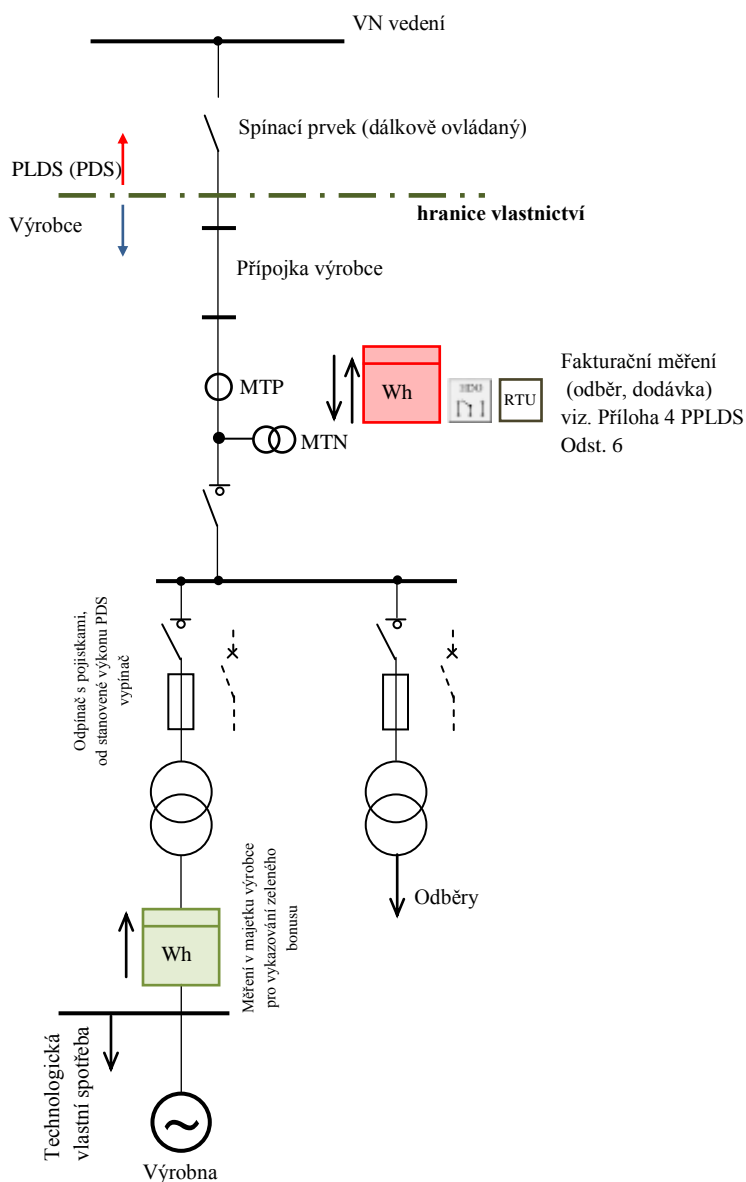 VN vedení
Spínací prvek (dálkově ovládaný)
PLDS (PDS)
hranice vlastnictví
Výrobce
Přípojka výrobce
MTP
Wh
HDO
RTU
Fakturační měření
(odběr, dodávka)
viz. Příloha 4 PPLDS
Odst. 6
MTN
Odpínač s pojistkami,
od stanovené výkonu PDS
vypínač
Odběry
Wh
Měření v majetku výrobce
pro vykazování zeleného
bonusu
Technologická
vlastní spotřeba
Výrobna